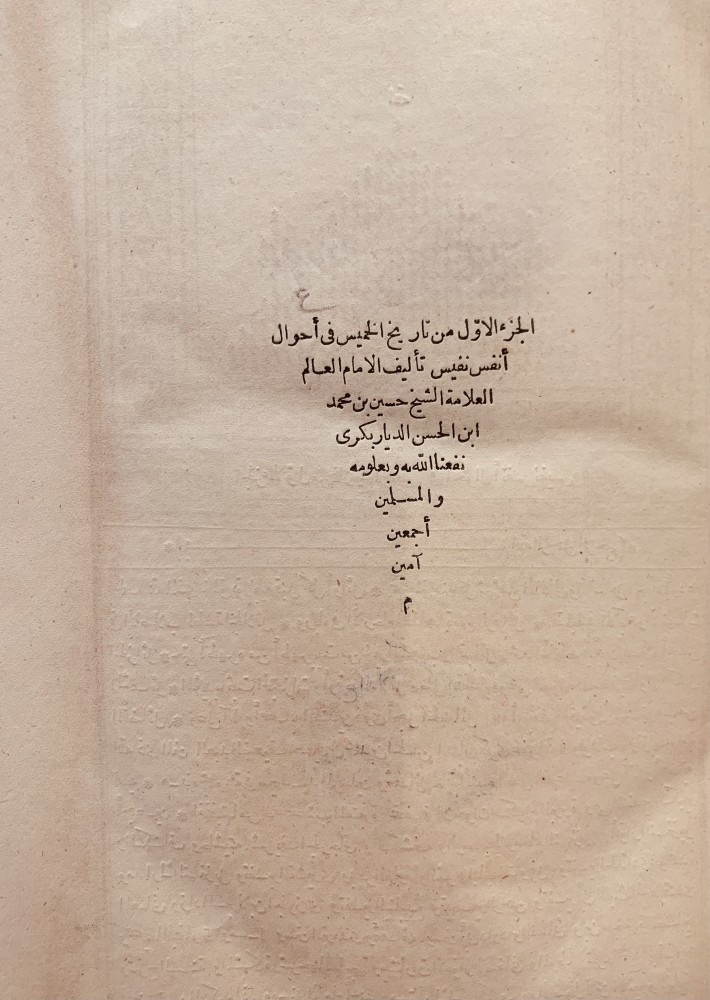 الجزء الاوّل من تاريخ الخميس فى أحوال
أنفس نفيس تأليف الامام العالم
العلامة الشيخ حسين بن محمد
ابن الحسن الدياربكرى
نفعنا الله به وبعلومه
والمسلمين
أجمعين
آمين
م